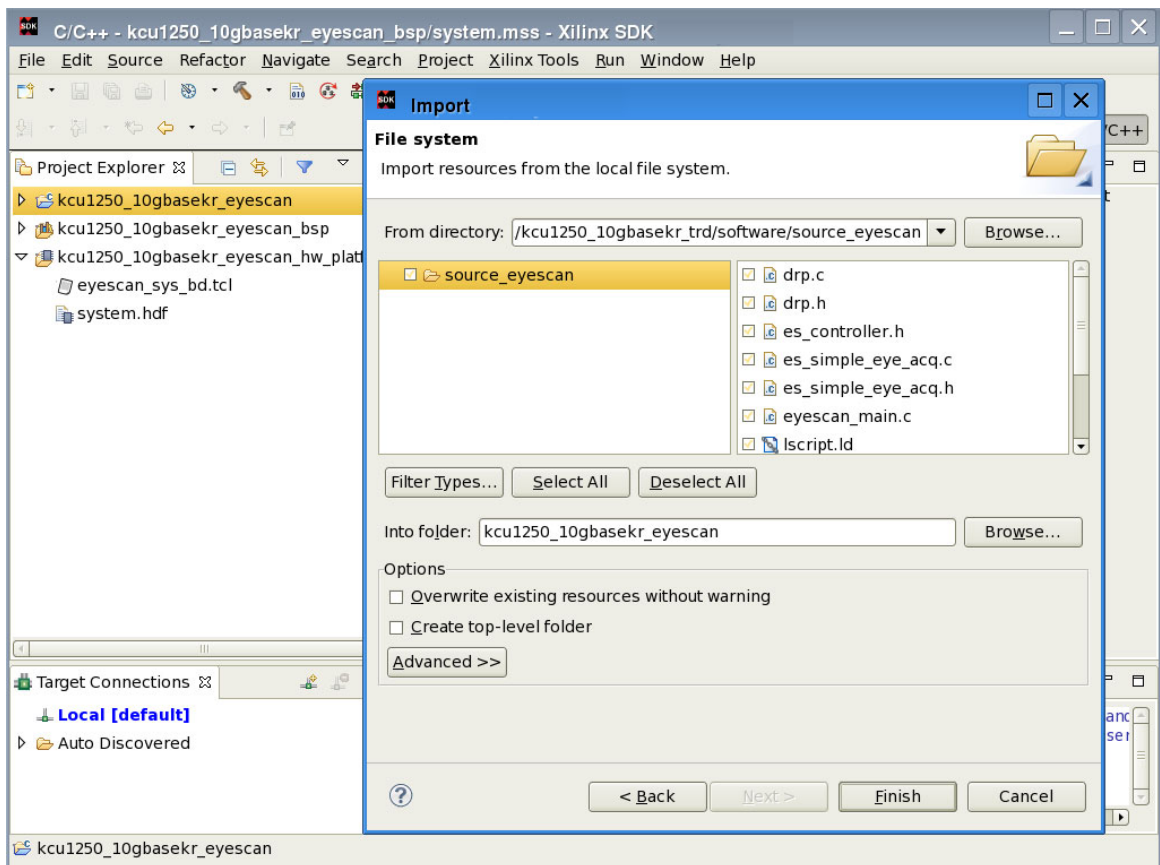 C/C++ - kcu1250_10gbasekr_eyescan_bsp/system.mss - Xilinx SDK
File Edit Source Refactor Navigate Search Project Xilinx Tools Run Window Help
Import
File system
Import resources from the local file system.
/C++
Project Explorer
kcu1250_10gbasekr_eyescan
kcu1250_10gbasekr_eyescan_bsp
kcu1250_10gbasekr_eyescan_hw_platf
eyescan_sys_bd.tcl
system.hdf
From directory: /kcu1250_10gbasekr_trd/software/source_eyescan Browse...
source_eyescan
drp.c
drp.h
es_controller.h
es_simple_eye_acq.c
es_simple_eye_acq.h
eyescan_main.c
lscript.ld
Filter Types... Select All Deselect All
Into folder: kcu1250_10gbasekr_eyescan Browse...
Options
Overwrite existing resources without warning
Create top-level folder
Advanced >>
Target Connections
Local [default]
Auto Discovered
< Back Next > Finish Cancel
kcu1250_10gbasekr_eyescan